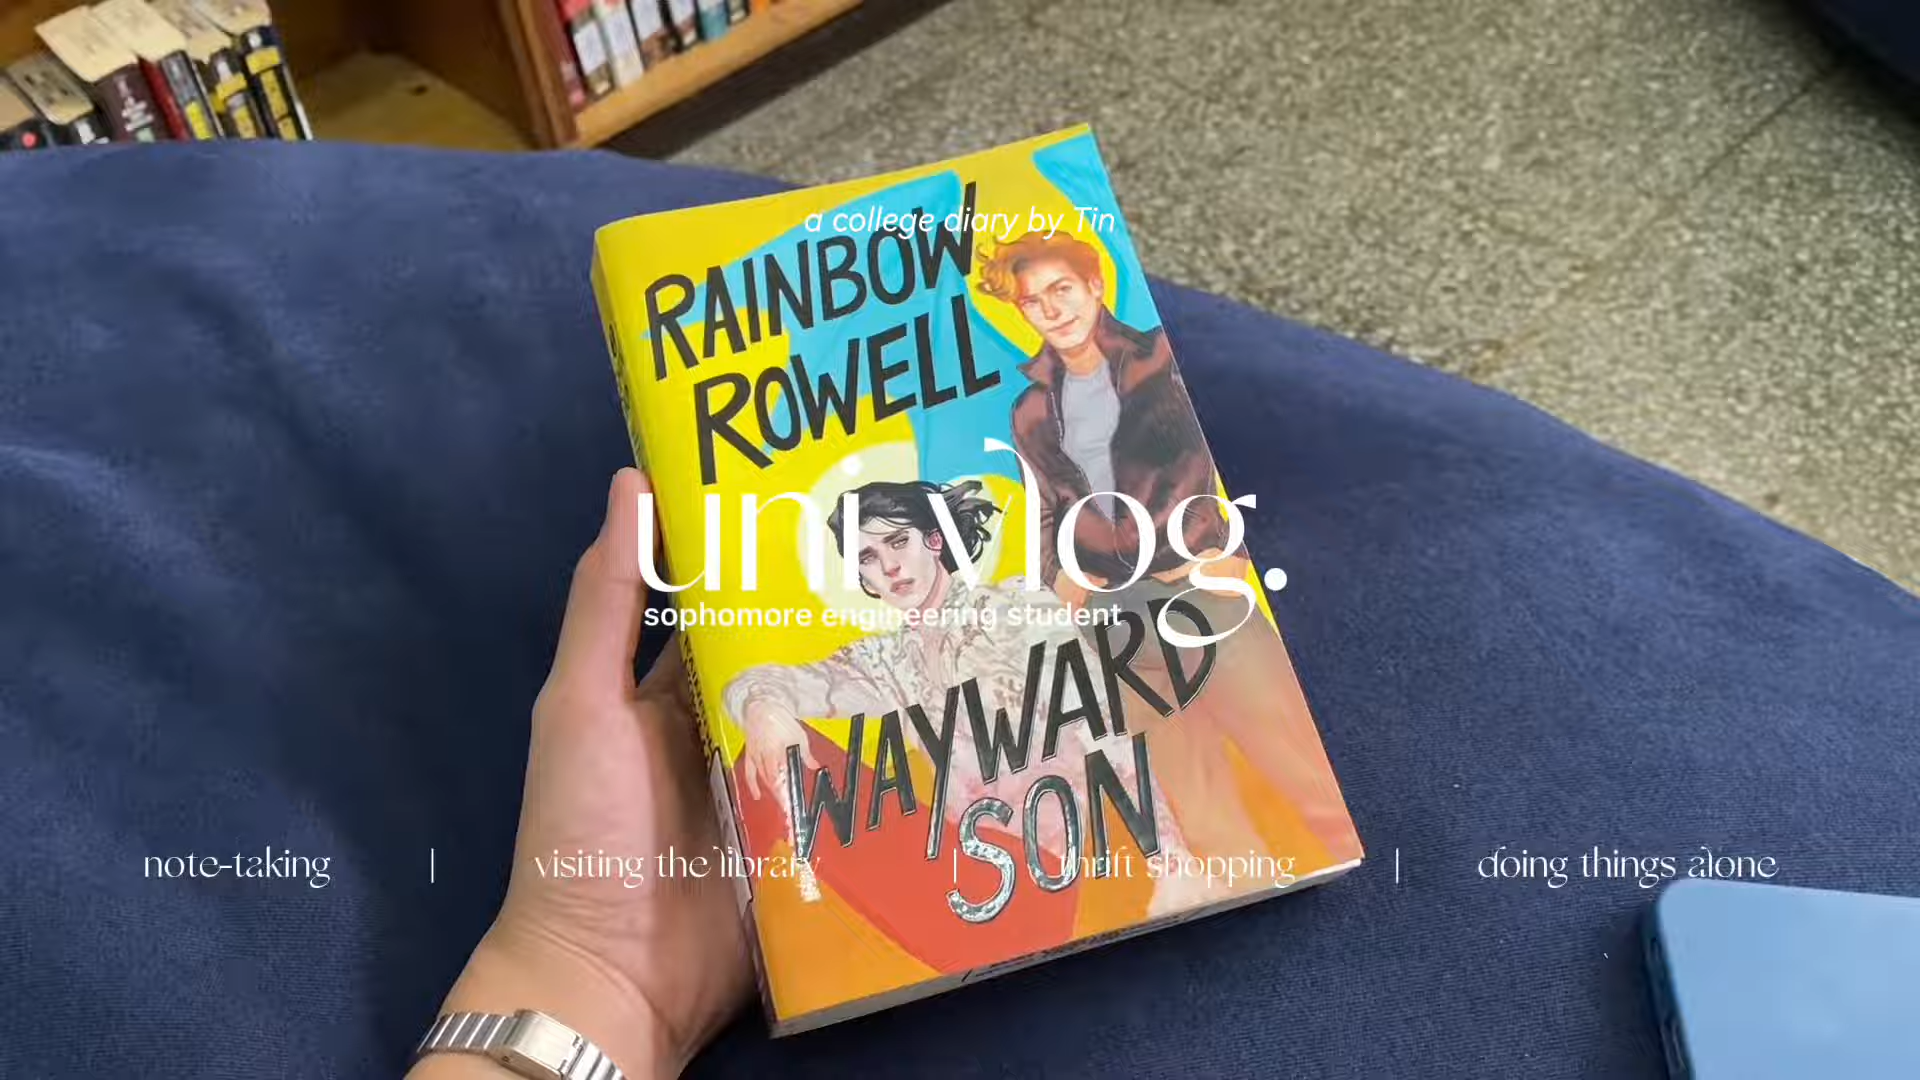 a college diary by Tin
RAINBOW
ROWELL
uni vlog.
sophomore engineering student
WAYWARD
SON
note-taking | visiting the library | thrift shopping | doing things alone